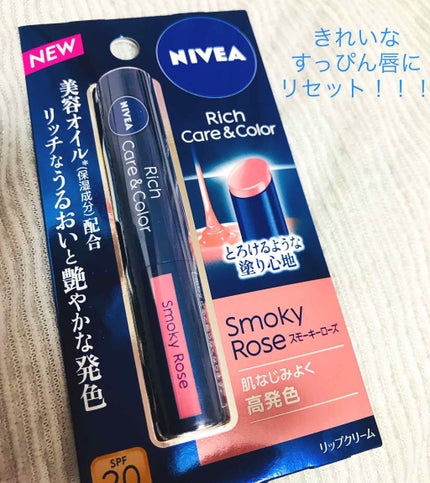 きれいな
すっぴん唇に
リセット！！！
NEW
NIVEA
Rich
Care & Color
美容オイル*(保湿成分)配合
リッチなうるおいと艶やかな発色
NIVEA
Rich
Care & Color
Smoky Rose
とろけるような
塗り心地
Smoky
Rose スモーキーローズ
肌なじみよく
高発色
リップクリーム
SPF
20